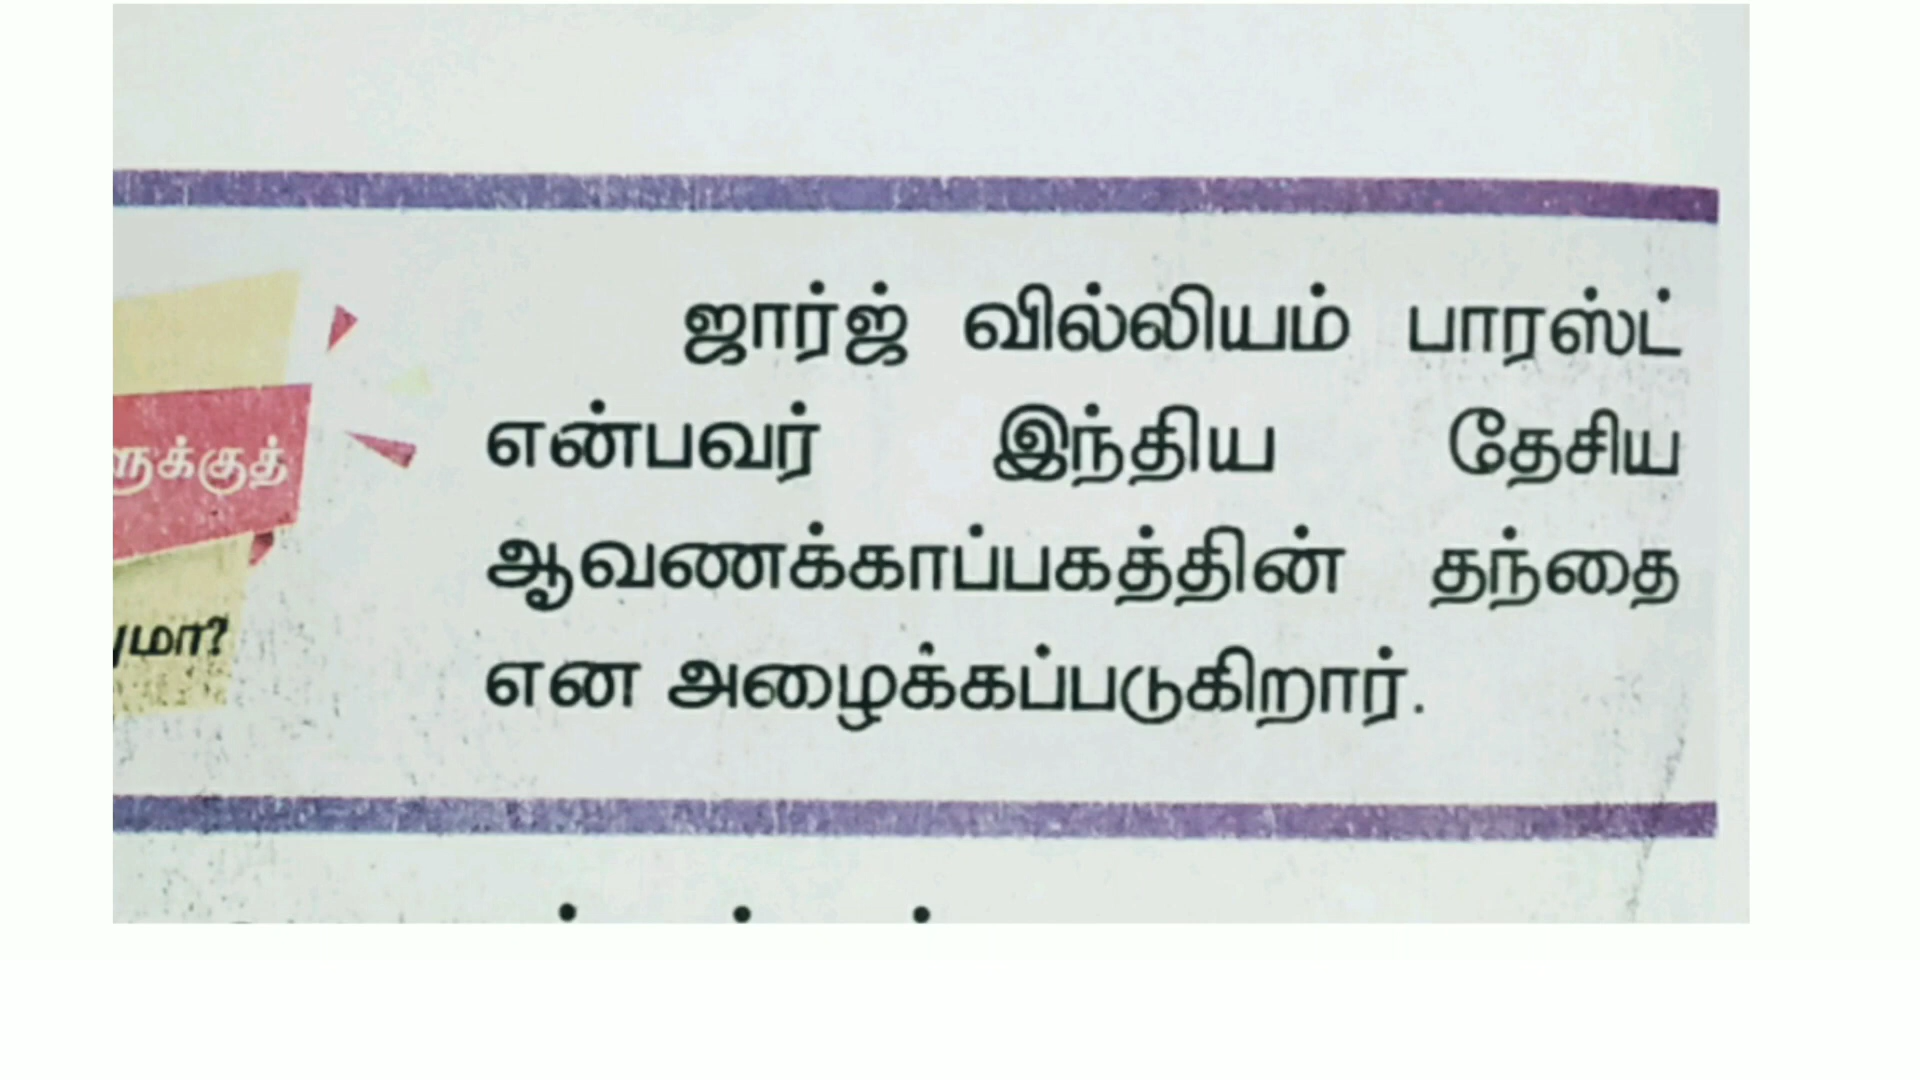 ஜார்ஜ் வில்லியம் பாரஸ்ட்
என்பவர் இந்திய தேசிய
ளுக்குத்
ஆவணக்காப்பகத்தின் தந்தை
யுமா?
என அழைக்கப்படுகிறார்.